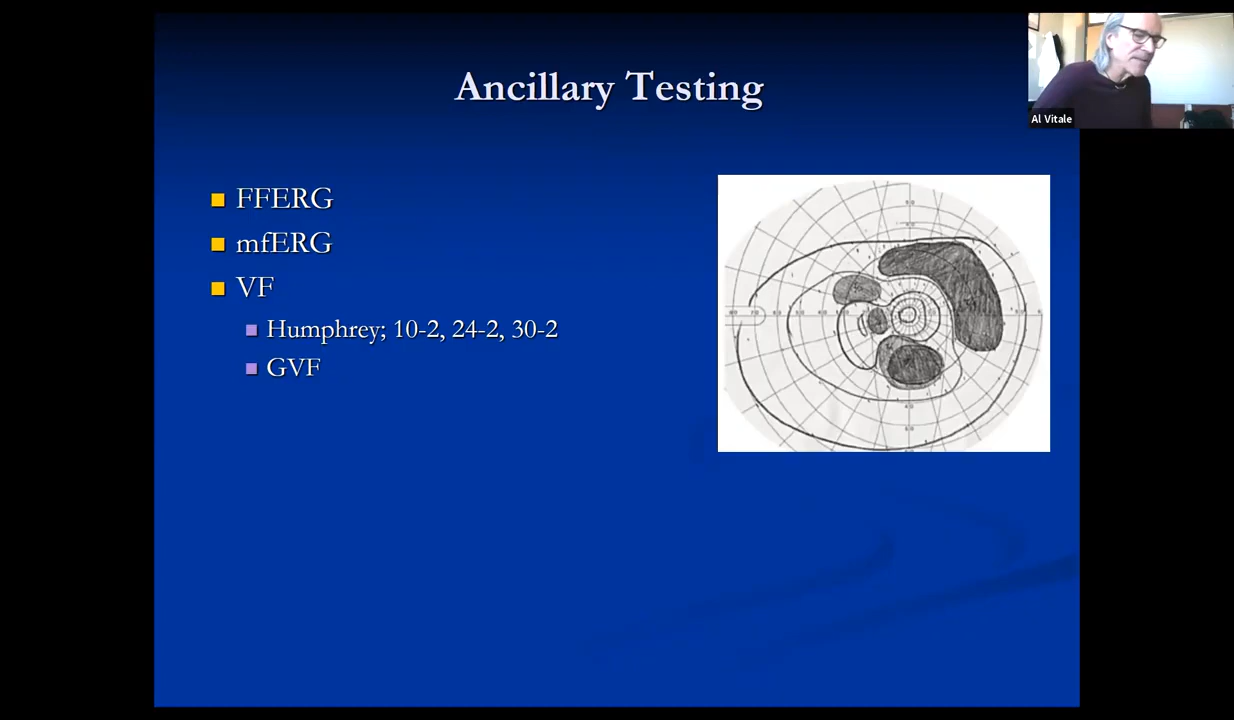 Ancillary Testing
Al Vitale
FFERG
mfERG
VF
Humphrey; 10-2, 24-2, 30-2
GVF